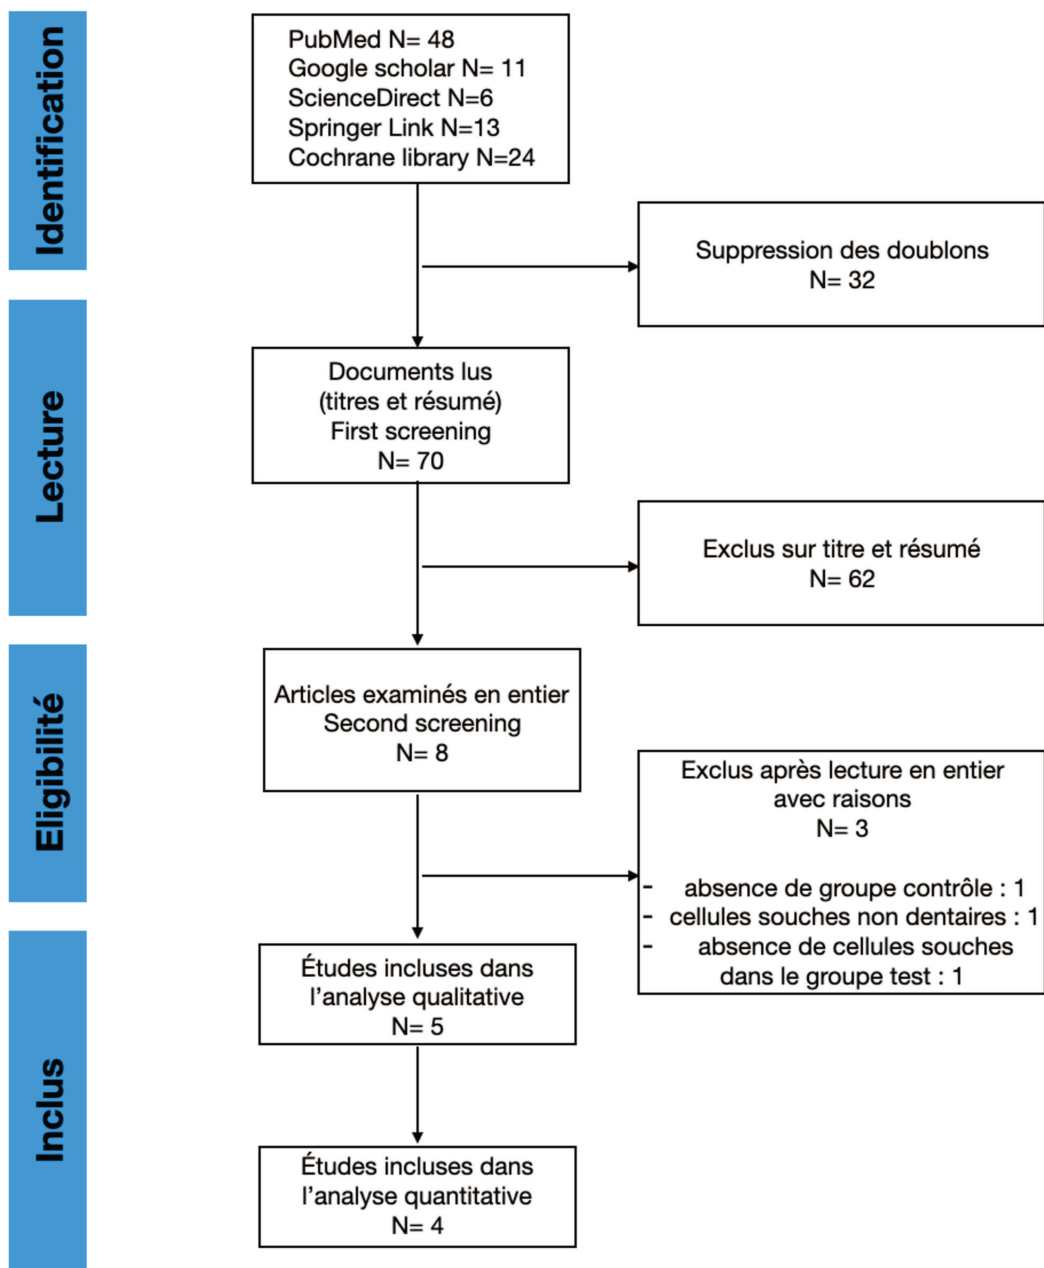 Identification
PubMed N= 48
Google scholar N= 11
ScienceDirect N=6
Springer Link N=13
Cochrane library N=24
Suppression des doublons
N= 32
Lecture
Documents lus
(titres et résumé)
First screening
N= 70
Exclus sur titre et résumé
N= 62
Eligibilité
Articles examinés en entier
Second screening
N= 8
Exclus après lecture en entier
avec raisons
N= 3
- absence de groupe contrôle : 1
- cellules souches non dentaires : 1
- absence de cellules souches
dans le groupe test : 1
Inclus
Études incluses dans
l’analyse qualitative
N= 5
Études incluses dans
l’analyse quantitative
N= 4